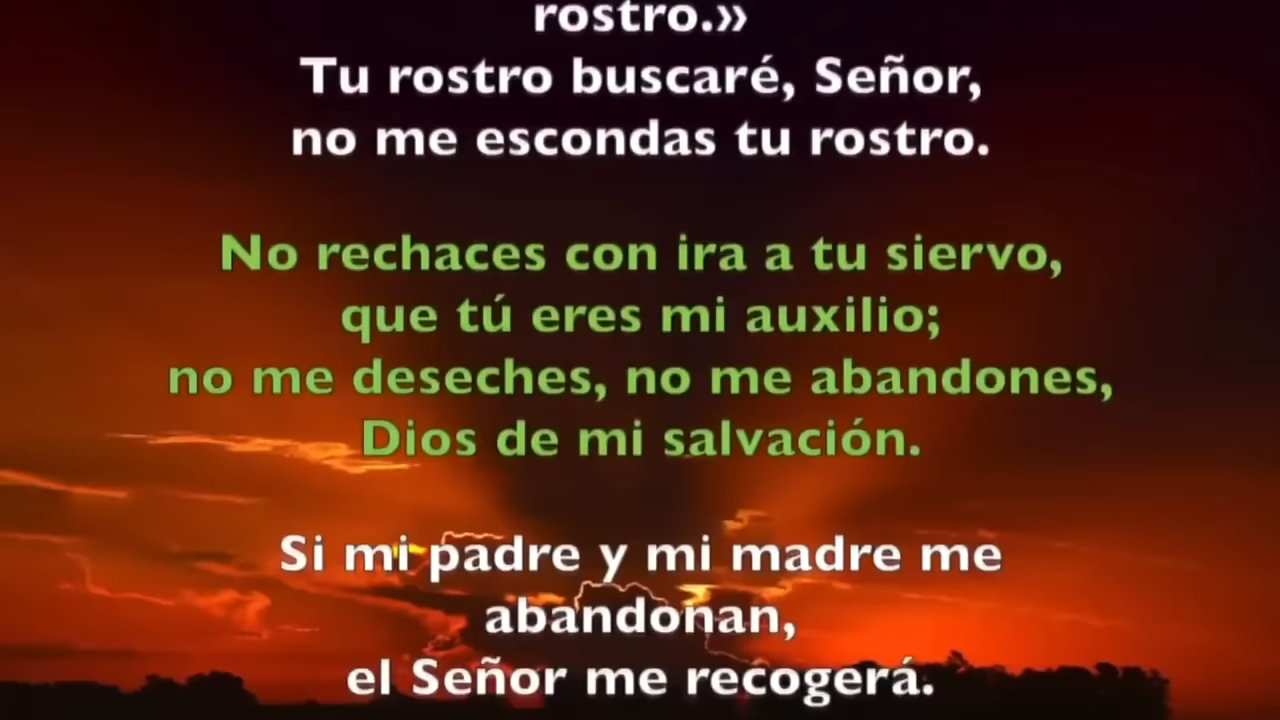 rostro.»
Tu rostro buscaré, Señor,
no me escondas tu rostro.
No rechaces con ira a tu siervo,
que tú eres mi auxilio;
no me deseches, no me abandones,
Dios de mi salvación.
Si mi padre y mi madre me
abandonan,
el Señor me recogerá.